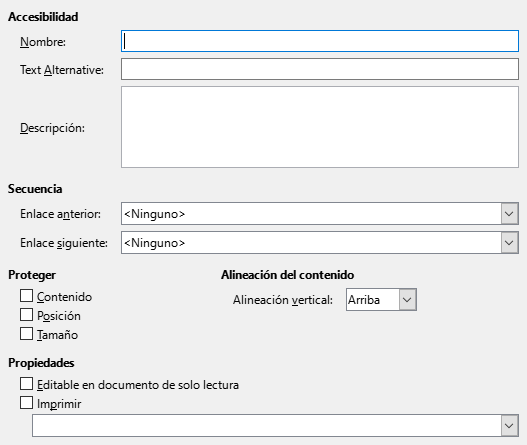 Accesibilidad
Nombre:
Text Alternative:
Descripción:
Secuencia
Enlace anterior: <Ninguno>
Enlace siguiente: <Ninguno>
Proteger
Contenido
Posición
Tamaño
Alineación del contenido
Alineación vertical: Arriba
Propiedades
Editable en documento de solo lectura
Imprimir